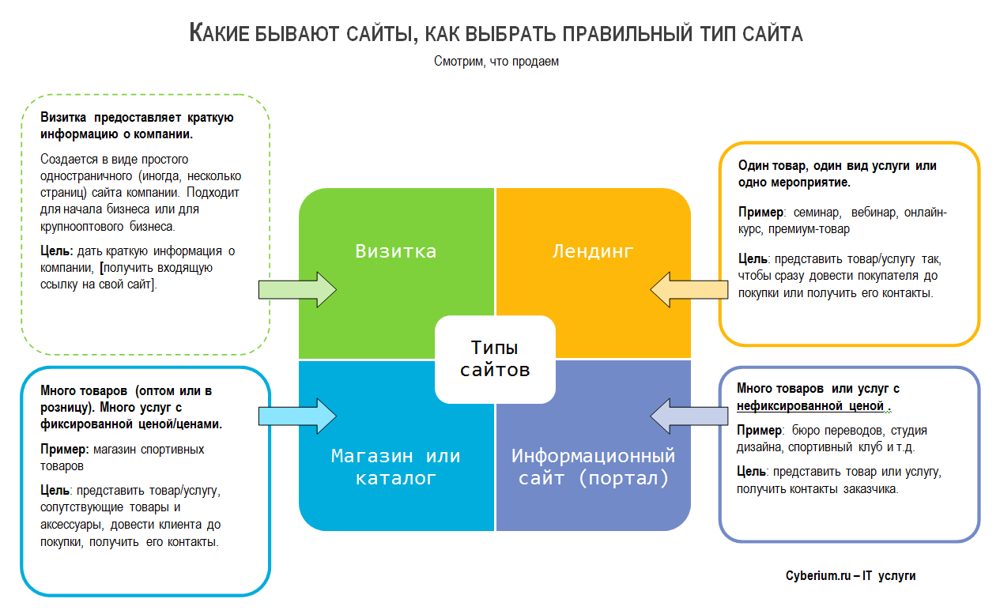 Какие бывают сайты, как выбрать правильный тип сайта
Смотрим, что продаем
Визитка предоставляет краткую
информацию о компании.
Создается в виде простого
одностраничного (иногда, несколько
страниц) сайта компании. Подходит
для начала бизнеса или для
крупнооптового бизнеса.
Цель: дать краткую информация о
компании, [получить входящую
ссылку на свой сайт].
Один товар, один вид услуги или
одно мероприятие.
Пример: семинар, вебинар, онлайн-
курс, премиум-товар
Цель: представить товар/услугу так,
чтобы сразу довести покупателя до
покупки или получить его контакты.
Визитка
Лендинг
Типы
сайтов
Магазин или
каталог
Информационный
сайт (портал)
Много товаров (оптом или в
розницу). Много услуг с
фиксированной ценой/ценами.
Пример: магазин спортивных
товаров
Цель: представить товар/услугу,
сопутствующие товары и
аксессуары, довести клиента до
покупки, получить его контакты.
Много товаров или услуг с
нефиксированной ценой .
Пример: бюро переводов, студия
дизайна, спортивный клуб и т.д.
Цель: представить товар или услугу,
получить контакты заказчика.
Cyberium.ru – IT услуги